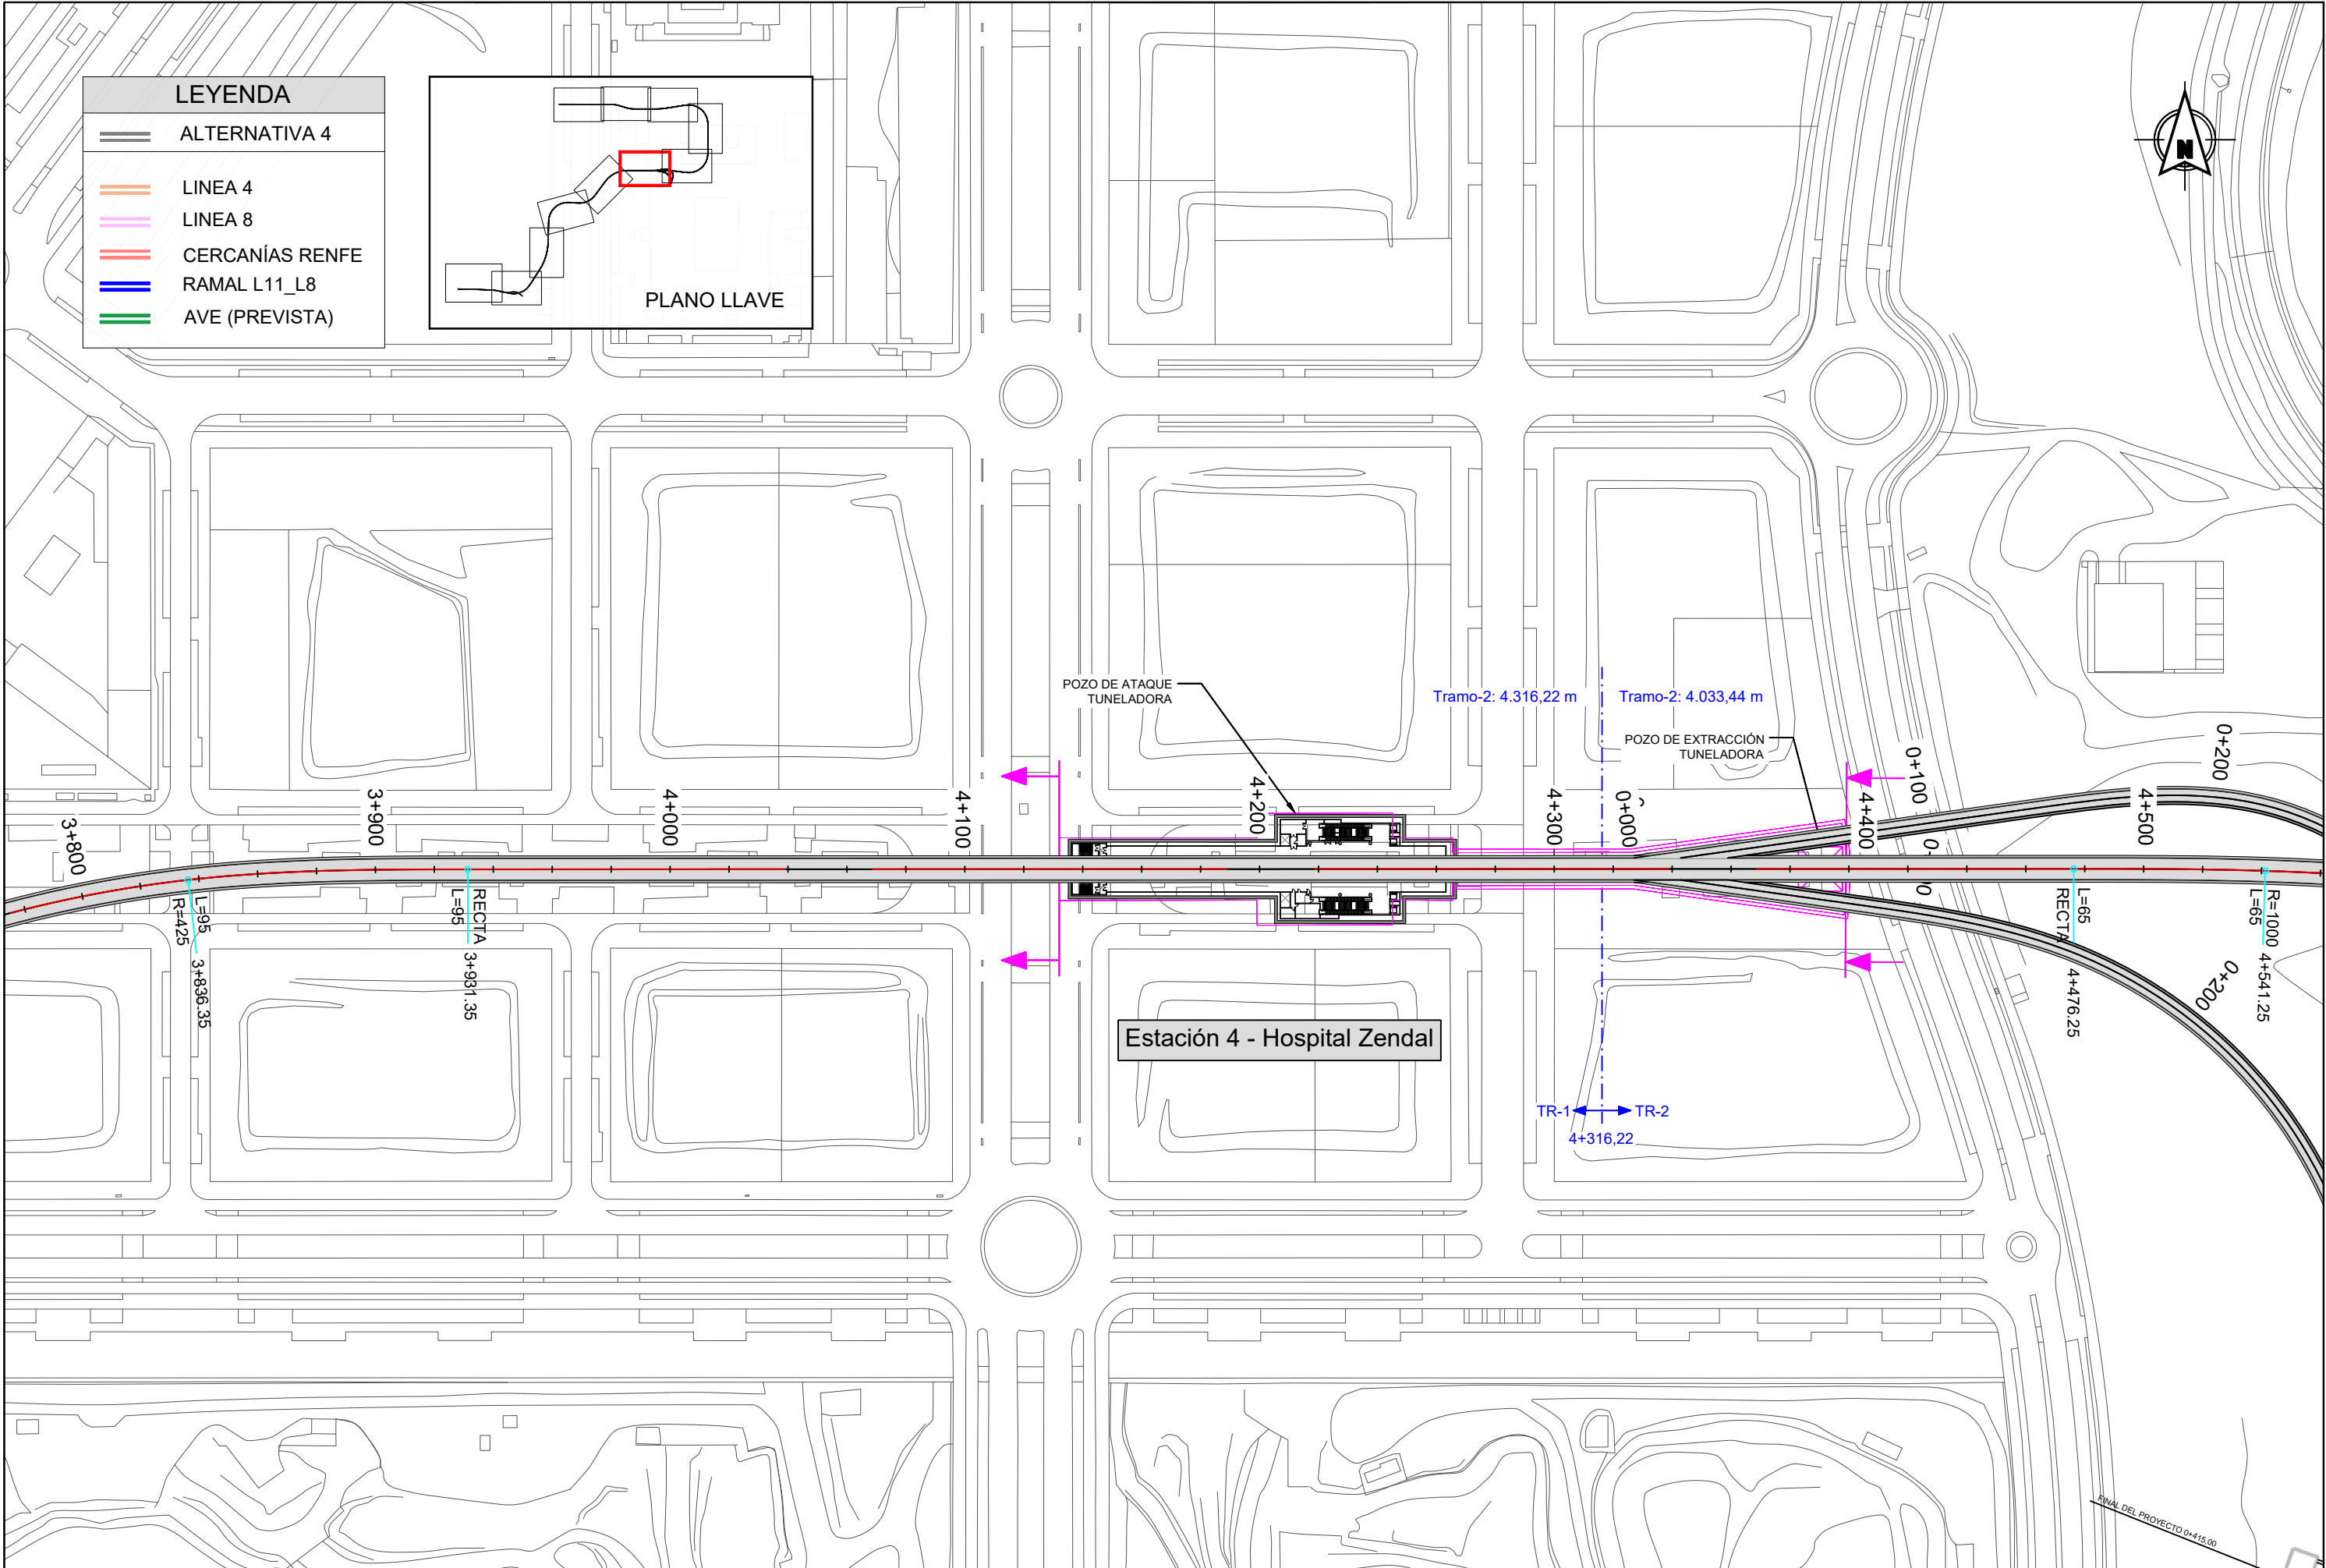 LEYENDA
ALTERNATIVA 4
LINEA 4
LINEA 8
CERCANÍAS RENFE
RAMAL L11_L8
AVE (PREVISTA)
PLANO LLAVE
N
POZO DE ATAQUE
TUNELADORA
Tramo-2: 4.316,22 m
Tramo-2: 4.033,44 m
POZO DE EXTRACCIÓN
TUNELADORA
3+800
3+900
4+000
4+100
4+200
4+300
0+000
4+400
0+100
4+500
0+200
L=95
R=425
3+836.35
RECTA
L=95
3+931.35
L=65
RECTA
4+476.25
R=1000
L=65
4+541.25
0+200
Estación 4 - Hospital Zendal
TR-1
TR-2
4+316,22
FINAL DEL PROYECTO 0+415.00